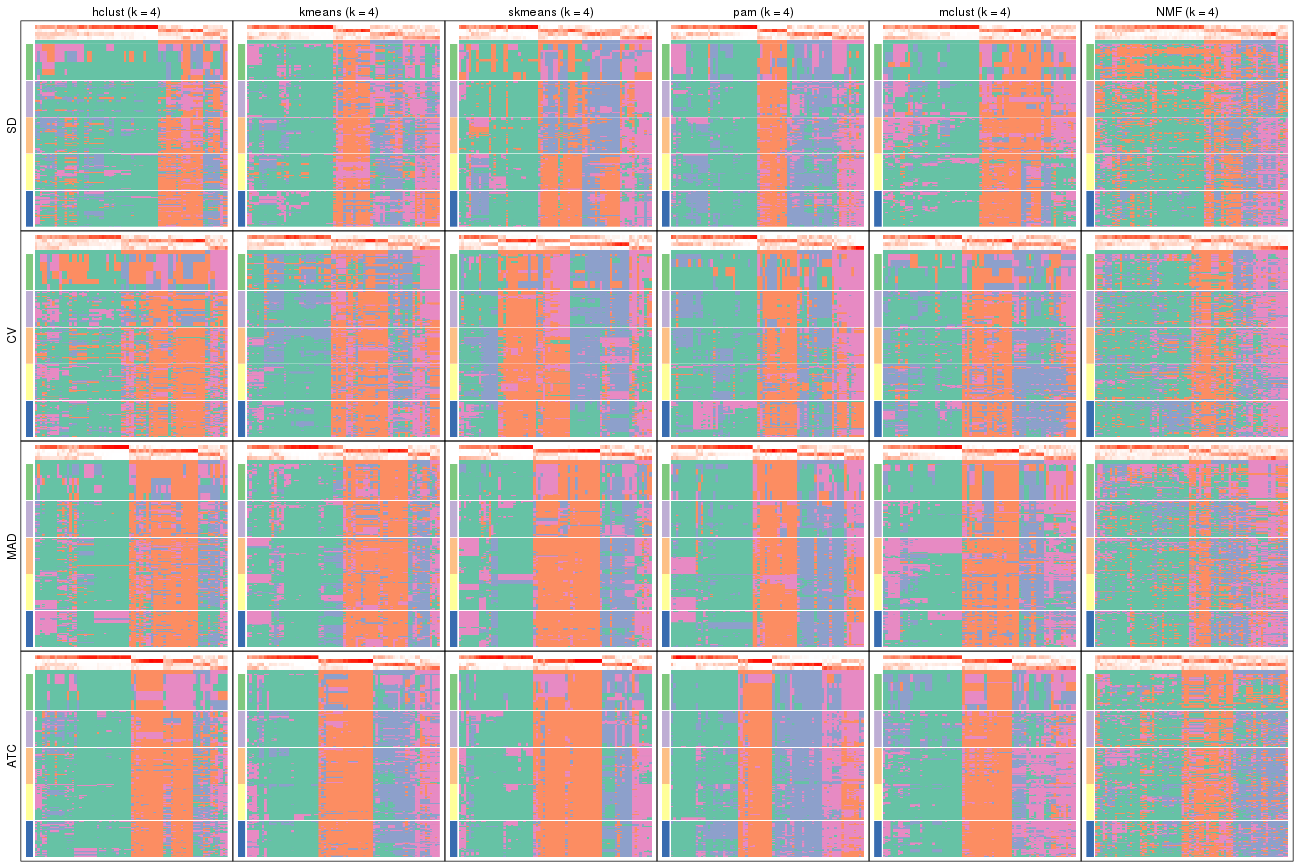 hclust (k = 4) kmeans (k = 4) skmeans (k = 4) pam (k = 4) mclust (k = 4) NMF (k = 4)
SD
CV
MAD
ATC